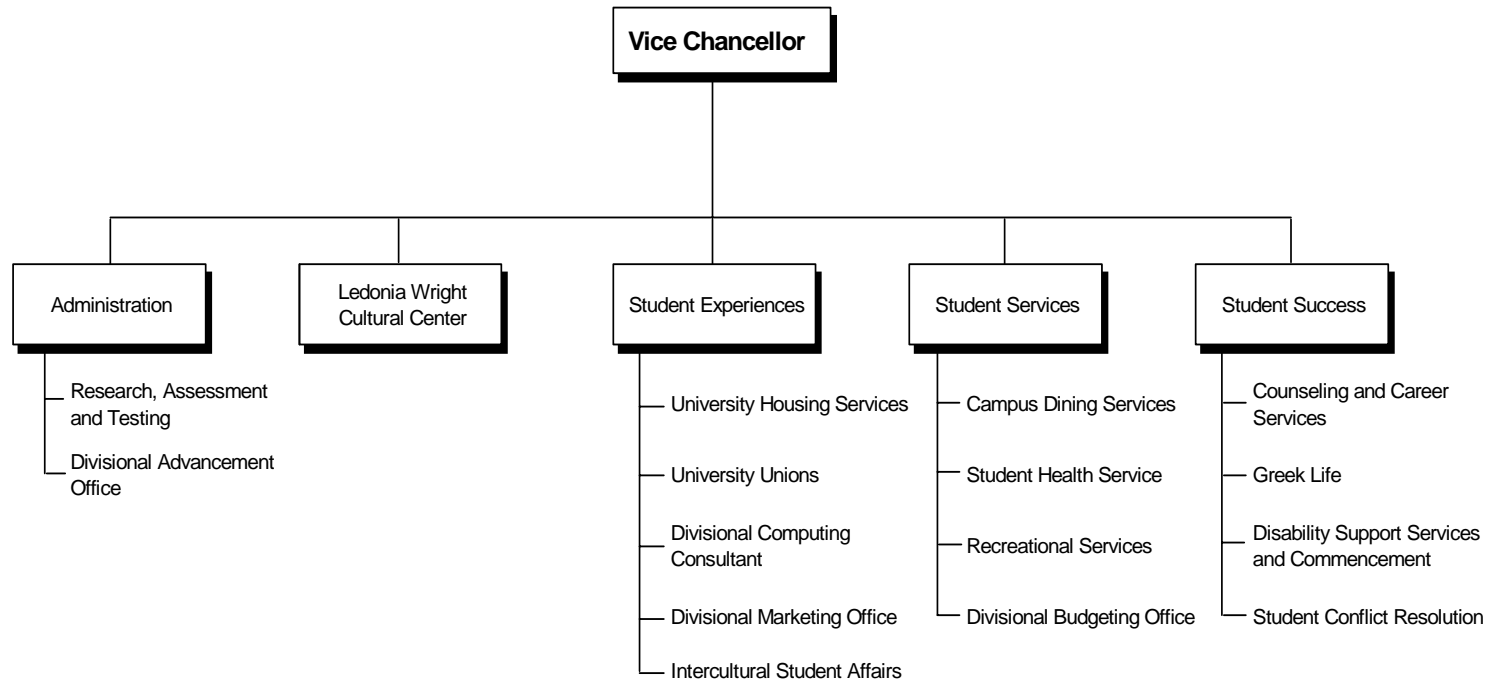 Vice Chancellor
Administration
Research, Assessment
and Testing
Divisional Advancement
Office
Ledonia Wright
Cultural Center
Student Experiences
University Housing Services
University Unions
Divisional Computing
Consultant
Divisional Marketing Office
Intercultural Student Affairs
Student Services
Campus Dining Services
Student Health Service
Recreational Services
Divisional Budgeting Office
Student Success
Counseling and Career
Services
Greek Life
Disability Support Services
and Commencement
Student Conflict Resolution